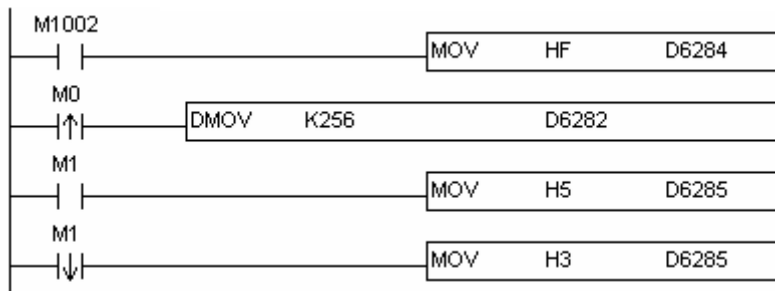 M1002
MOV HF D6284
M0
DMOV K256 D6282
M1
MOV H5 D6285
M1
MOV H3 D6285